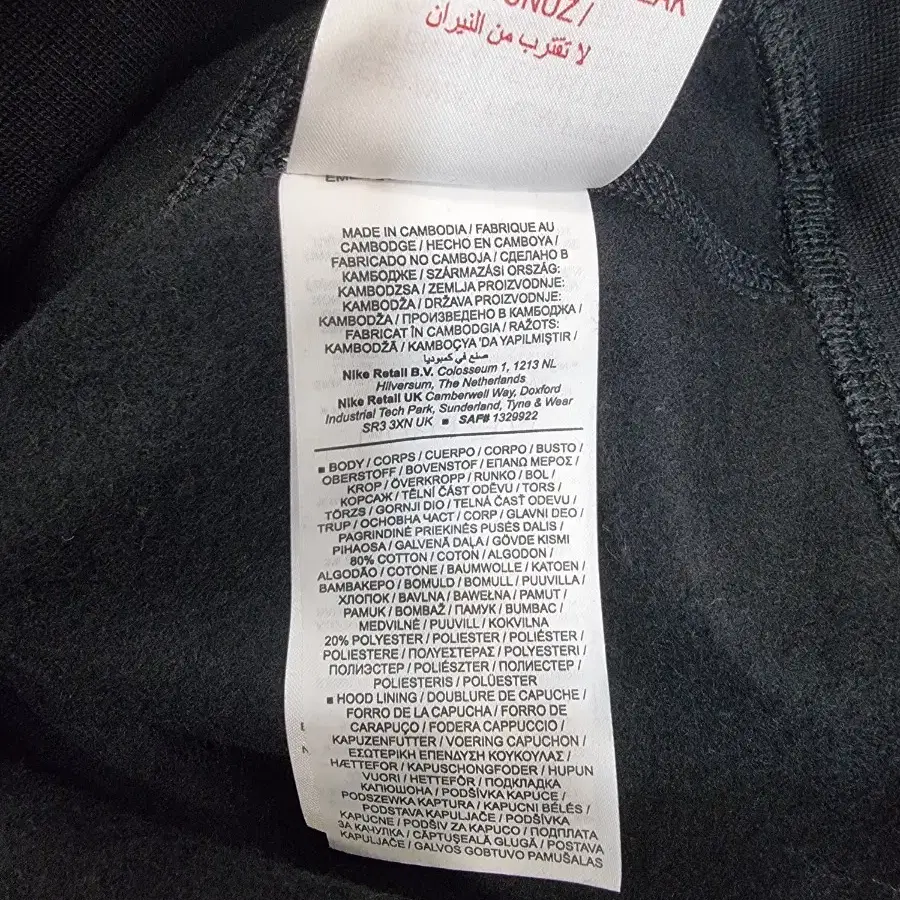 UNUZ /
لا تقترب من النيران
MADE IN CAMBODIA / FABRIQUE AU
CAMBODGE / HECHO EN CAMBOYA /
FABRICADO NO CAMBOJA / СДЕЛАНО В
КАМБОДЖЕ / SZÁRMAZÁSI ORSZÁG:
KAMBODZSA / ZEMLJA PROIZVODNJE:
KAMBODŽA / DRŽAVA PROIZVODNJE:
KAMBODŽA / ПРОИЗВЕДЕНО В КАМБОДЖА /
FABRICAT ÎN CAMBODGIA / RAŽOTS:
KAMBODŽĀ / KAMBOÇYA 'DA YAPILMIŞTIR /
صنع في كمبوديا
Nike Retail B.V. Colosseum 1, 1213 NL
Hilversum, The Netherlands
Nike Retail UK Camberwell Way, Doxford
Industrial Tech Park, Sunderland, Tyne & Wear
SR3 3XN UK ■ SAF# 1329922
■ BODY / CORPS / CUERPO / CORPO / BUSTO /
OBERSTOFF / BOVENSTOF / ΕΠΑΝΩ ΜΕΡΟΣ /
KROP / ÖVERKROPP / RUNKO / BOL /
КОРСАЖ / TĚLNÍ ČÁST ODĚVU / TORS /
TÖRZS / GORNJI DIO / TELNÁ ČASŤ ODEVU /
TRUP / ОСНОВНА ЧАСТ / CORP / GLAVNI DEO /
PAGRINDINĖ PRIEKINĖS PUSĖS DALIS /
PIHAOSA / GALVENĀ DAĻA / GÖVDE KISMI
80% COTTON / COTON / ALGODON /
ALGODÃO / COTONE / BAUMWOLLE / KATOEN /
ΒΑΜΒΑΚΕΡΟ / BOMULD / BOMULL / PUUVILLA /
ХЛОПОК / BAVLNA / BAWEŁNA / PAMUT /
PAMUK / BOMBAŽ / ПАМУК / BUMBAC /
MEDVILNĖ / PUUVILL / KOKVILNA
20% POLYESTER / POLIESTER / POLIÉSTER /
POLIESTERE / ΠΟΛΥΕΣΤΕΡΑΣ / POLYESTERI /
ПОЛИЭСТЕР / POLIÉSZTER / ПОЛИЕСТЕР /
POLIESTERIS / POLÜESTER
■ HOOD LINING / DOUBLURE DE CAPUCHE /
FORRO DE LA CAPUCHA / FORRO DE
CARAPUÇO / FODERA CAPPUCCIO /
KAPUZENFUTTER / VOERING CAPUCHON /
ΕΣΩΤΕΡΙΚΗ ΕΠΕΝΔΥΣΗ ΚΟΥΚΟΥΛΑΣ /
HÆTTEFOR / KAPUSCHONGFODER / HUPUN
VUORI / HETTEFÔR / ПОДКЛАДКА
КАПЮШОНА / PODŠÍVKA KAPUCE /
PODSZEWKA KAPTURA / KAPUCNI BÉLÉS /
PODSTAVA KAPULJAČE / PODŠÍVKA
KAPUCNE / PODŠIV ZA KAPUCO / ПОДПЛАТА
ЗА КАЧУЛКА / CĂPTUȘEALĂ GLUGĂ / POSTAVA
KAPULJAČE / GALVOS GOBTUVO PAMUŠALAS